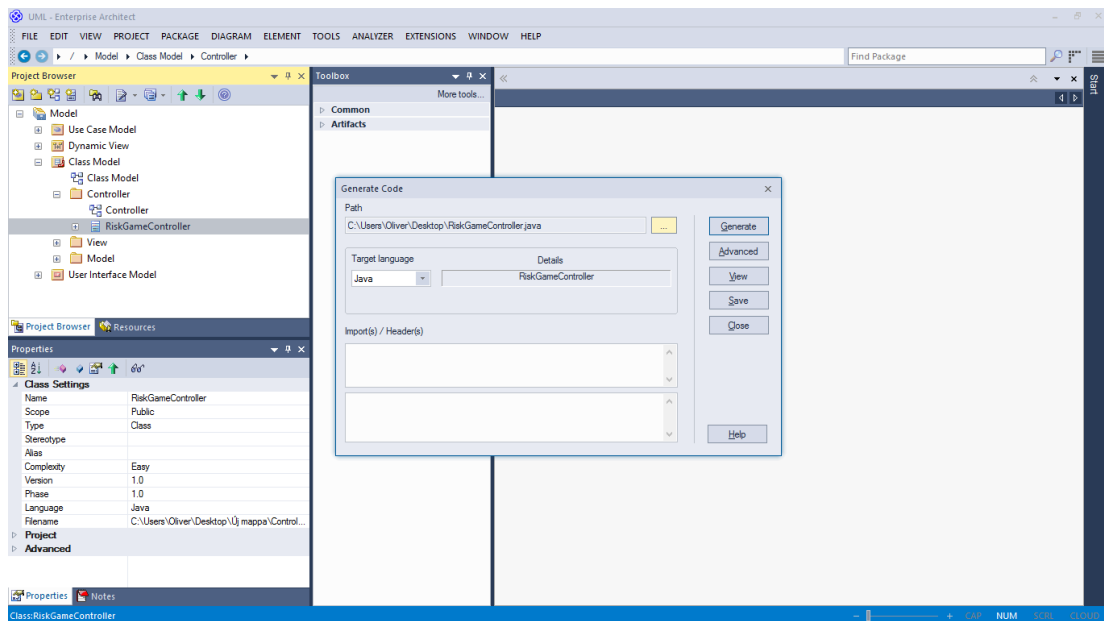 UML - Enterprise Architect
FILE EDIT VIEW PROJECT PACKAGE DIAGRAM ELEMENT TOOLS ANALYZER EXTENSIONS WINDOW HELP
/ Model Class Model Controller
Find Package
Project Browser
Model
Use Case Model
Dynamic View
Class Model
Class Model
Controller
Controller
RiskGameController
View
Model
User Interface Model
Project Browser Resources
Properties
Class Settings
Name RiskGameController
Scope Public
Type Class
Stereotype
Alias
Complexity Easy
Version 1.0
Phase 1.0
Language Java
Filename C:\Users\Oliver\Desktop\Új mappa\Control...
Project
Advanced
Properties Notes
Toolbox
More tools...
Common
Artifacts
Start
Generate Code
Path
C:\Users\Oliver\Desktop\RiskGameController.java
...
Generate
Target language Details
Java RiskGameController
Advanced
View
Save
Close
Import(s) / Header(s)
Help
Class:RiskGameController
- + CAP NUM SCRL CLOUD